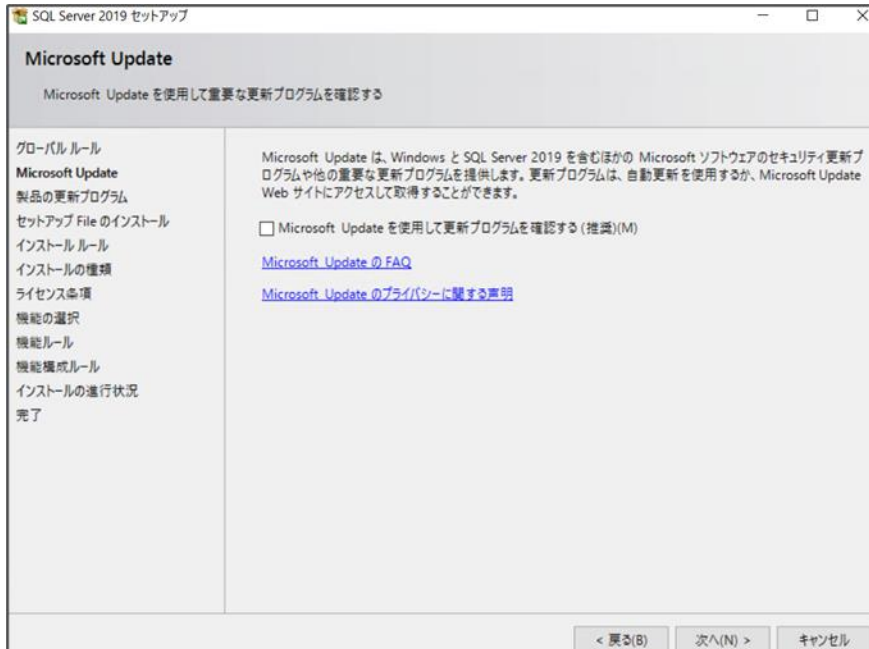 SQL Server 2019 セットアップ
Microsoft Update
Microsoft Update を使用して重要な更新プログラムを確認する
グローバル ルール
Microsoft Update
製品の更新プログラム
セットアップ File のインストール
インストール ルール
インストールの種類
ライセンス条項
機能の選択
機能ルール
機能構成ルール
インストールの進行状況
完了
Microsoft Update は、Windows と SQL Server 2019 を含むほかの Microsoft ソフトウェアのセキュリティ更新プ
ログラムや他の重要な更新プログラムを提供します。更新プログラムは、自動更新を使用するか、Microsoft Update
Web サイトにアクセスして取得することができます。
Microsoft Update を使用して更新プログラムを確認する (推奨)(M)
Microsoft Update の FAQ
Microsoft Update のプライバシーに関する声明
< 戻る(B)
次へ(N) >
キャンセル